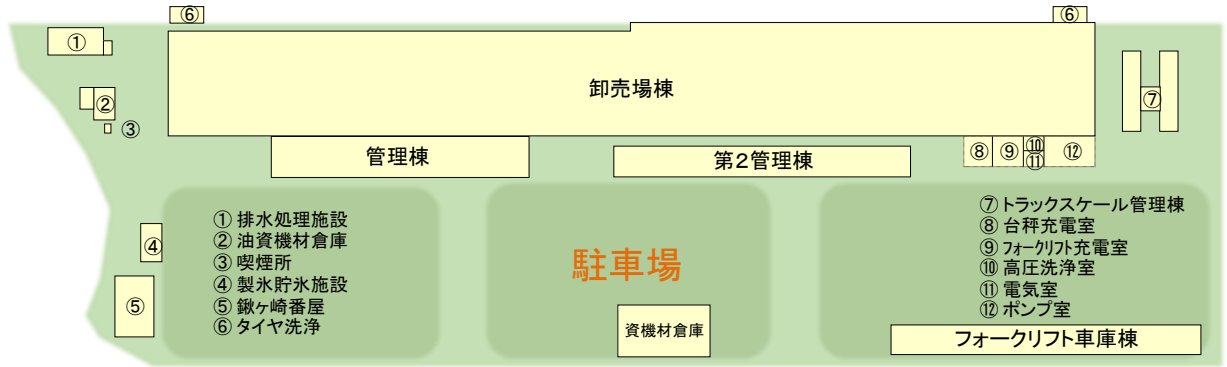 ⑥
⑥
①
卸売場棟
②
⑦
③
管理棟
第2管理棟
⑧
⑨
⑩
⑪
⑫
④
⑤
①排水処理施設
②油資機材倉庫
③喫煙所
④製氷貯氷施設
⑤鍬ヶ崎番屋
⑥タイヤ洗浄
駐車場
資機材倉庫
⑦トラックスケール管理棟
⑧台秤充電室
⑨フォークリフト充電室
⑩高圧洗浄室
⑪電気室
⑫ポンプ室
フォークリフト車庫棟